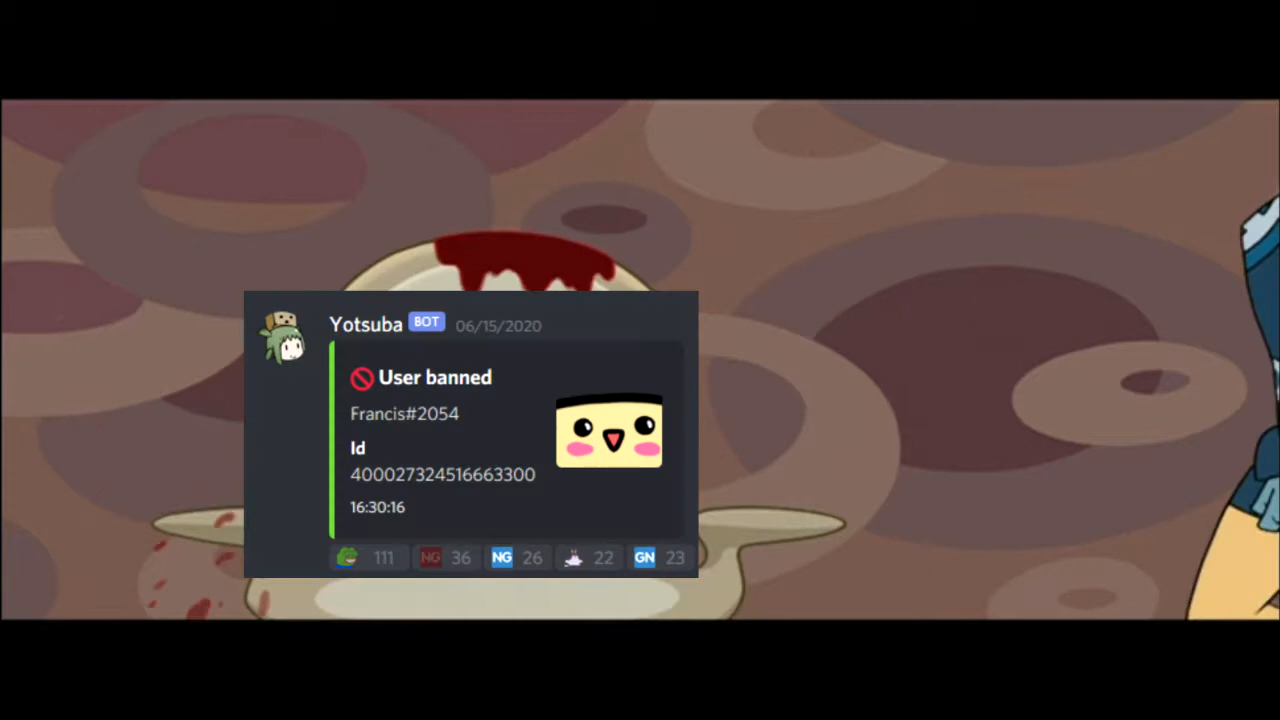 Yotsuba BOT 06/15/2020
User banned
Francis#2054
Id
400027324516663300
16:30:16
111 NG 36 NG 26 22 GN 23